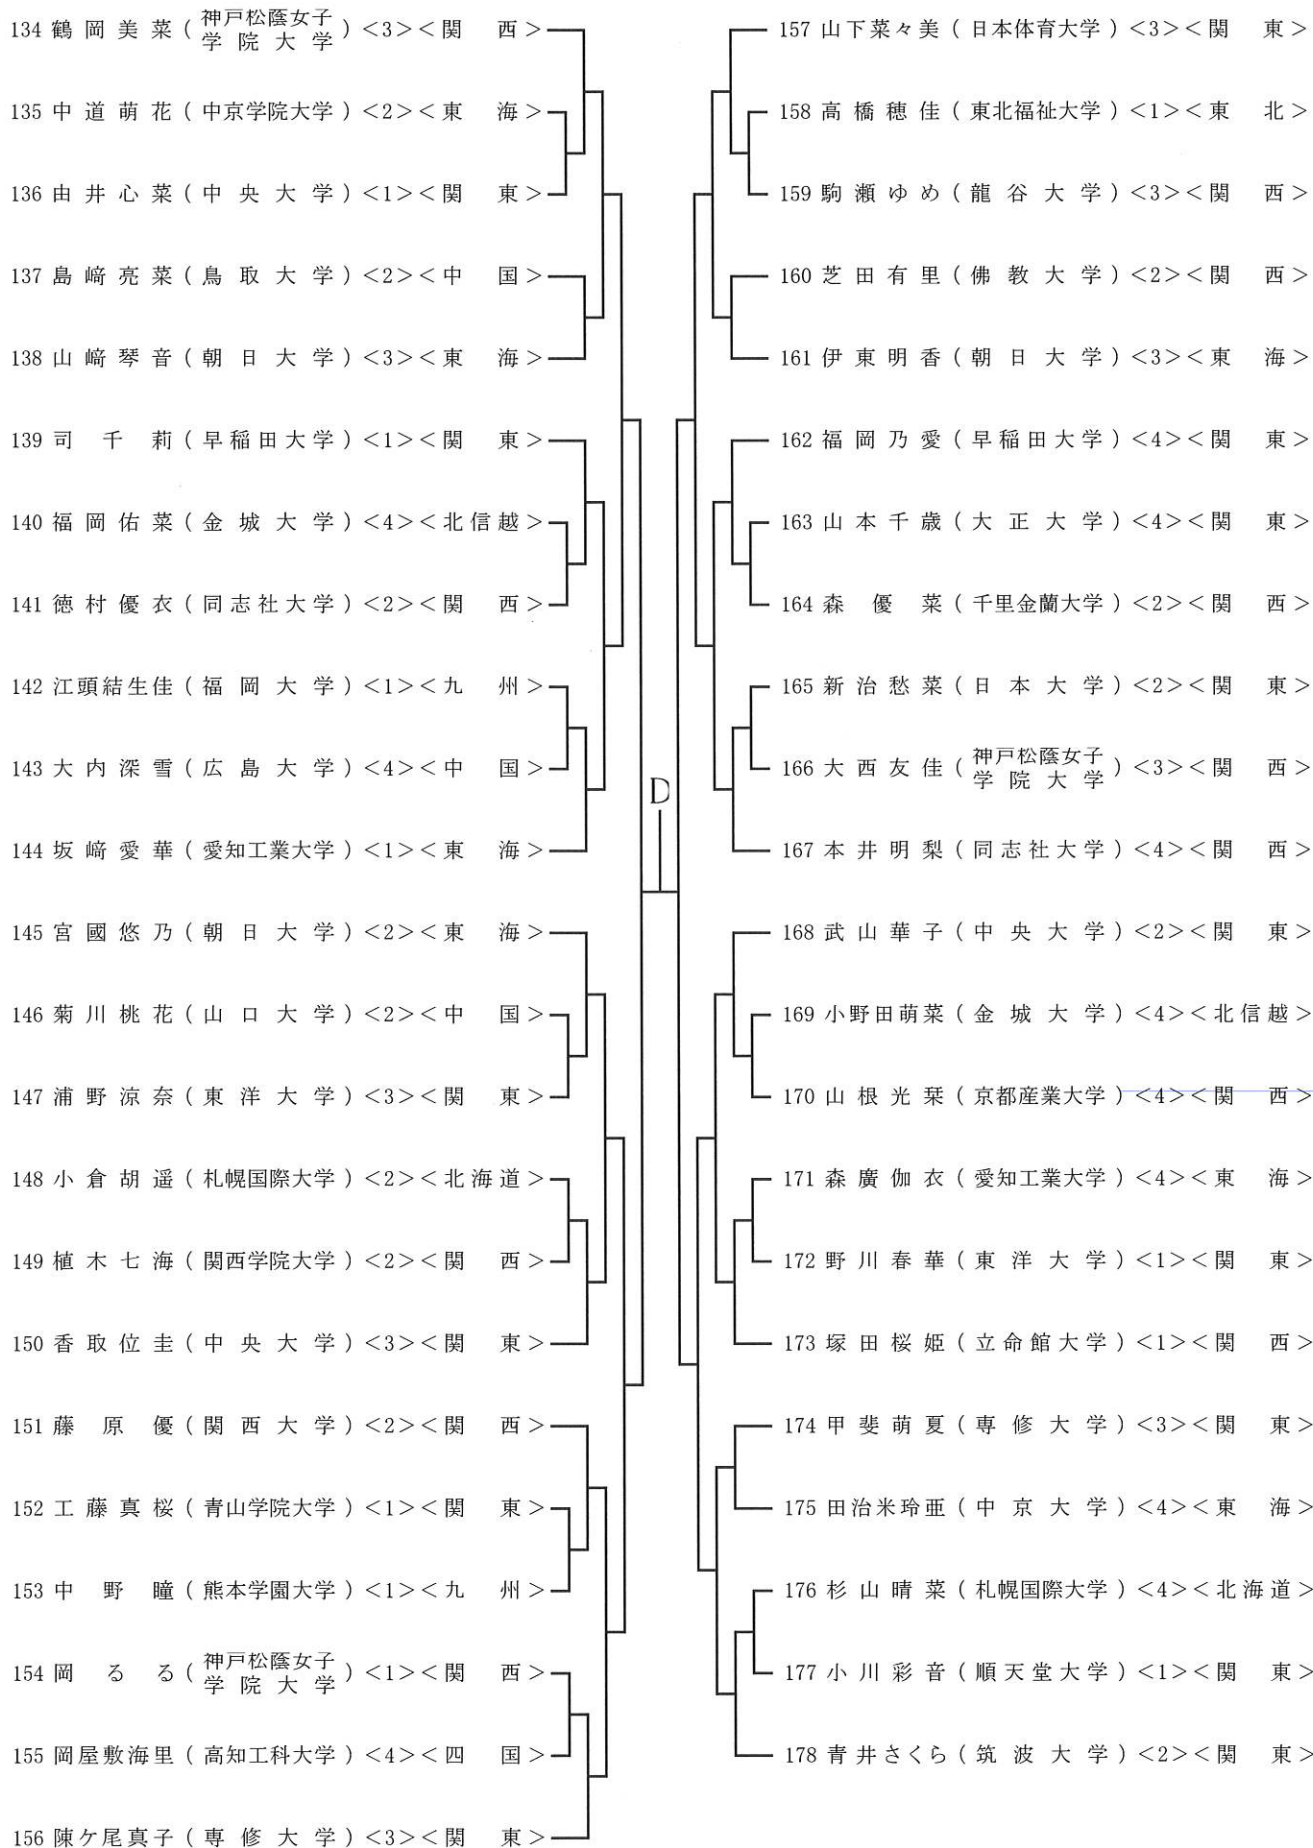 134 鶴岡美菜(神戸松蔭女子学院大学)<3><関西>
135 中道萌花(中京学院大学)<2><東海>
136 由井心菜(中央大学)<1><関東>
137 島﨑亮菜(鳥取大学)<2><中国>
138 山﨑琴音(朝日大学)<3><東海>
139 司千莉(早稲田大学)<1><関東>
140 福岡佑菜(金城大学)<4><北信越>
141 徳村優衣(同志社大学)<2><関西>
142 江頭結生佳(福岡大学)<1><九州>
143 大内深雪(広島大学)<4><中国>
144 坂﨑愛華(愛知工業大学)<1><東海>
145 宮國悠乃(朝日大学)<2><東海>
146 菊川桃花(山口大学)<2><中国>
147 浦野涼奈(東洋大学)<3><関東>
148 小倉胡遥(札幌国際大学)<2><北海道>
149 植木七海(関西学院大学)<2><関西>
150 香取位圭(中央大学)<3><関東>
151 藤原優(関西大学)<2><関西>
152 工藤真桜(青山学院大学)<1><関東>
153 中野瞳(熊本学園大学)<1><九州>
154 岡るる(神戸松蔭女子学院大学)<1><関西>
155 岡屋敷海里(高知工科大学)<4><四国>
156 陳ケ尾真子(専修大学)<3><関東>
D
157 山下菜々美(日本体育大学)<3><関東>
158 高橋穂佳(東北福祉大学)<1><東北>
159 駒瀬ゆめ(龍谷大学)<3><関西>
160 芝田有里(佛教大学)<2><関西>
161 伊東明香(朝日大学)<3><東海>
162 福岡乃愛(早稲田大学)<4><関東>
163 山本千歳(大正大学)<4><関東>
164 森優菜(千里金蘭大学)<2><関西>
165 新治愁菜(日本大学)<2><関東>
166 大西友佳(神戸松蔭女子学院大学)<3><関西>
167 本井明梨(同志社大学)<4><関西>
168 武山華子(中央大学)<2><関東>
169 小野田萌菜(金城大学)<4><北信越>
170 山根光栞(京都産業大学)<4><関西>
171 森廣伽衣(愛知工業大学)<4><東海>
172 野川春華(東洋大学)<1><関東>
173 塚田桜姫(立命館大学)<1><関西>
174 甲斐萌夏(専修大学)<3><関東>
175 田治米玲亜(中京大学)<4><東海>
176 杉山晴菜(札幌国際大学)<4><北海道>
177 小川彩音(順天堂大学)<1><関東>
178 青井さくら(筑波大学)<2><関東>